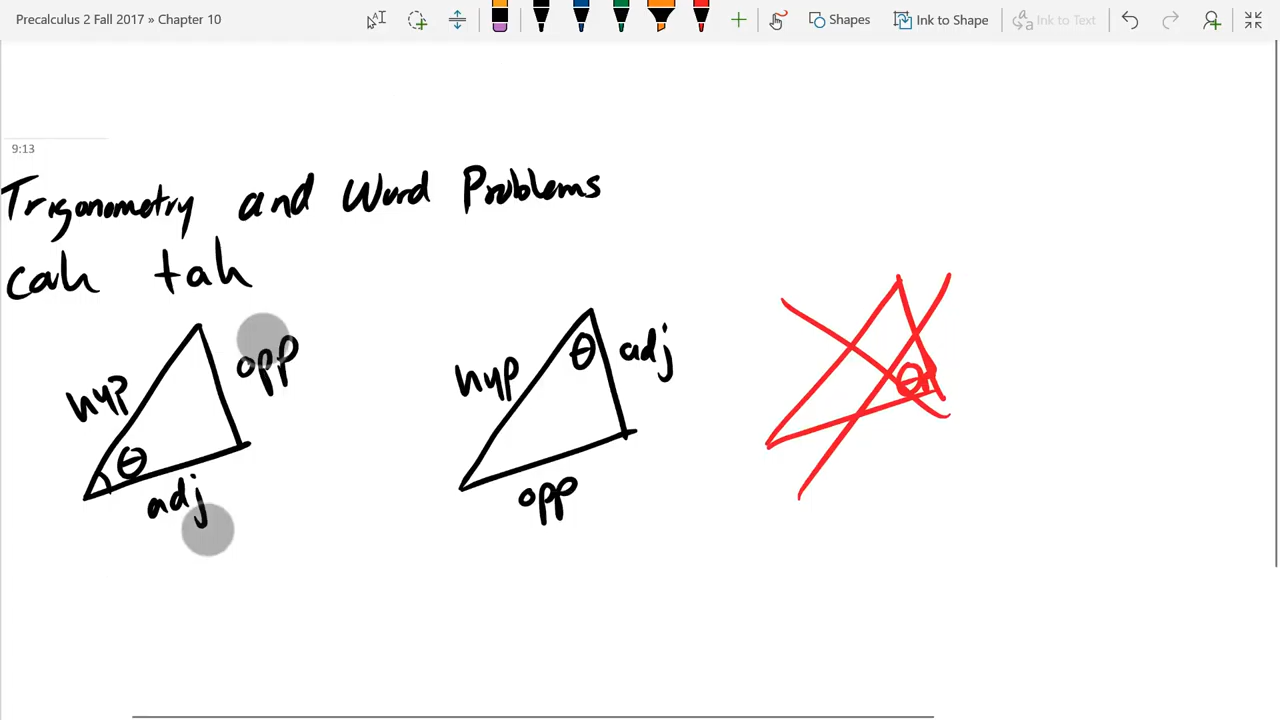 Precalculus 2 Fall 2017 » Chapter 10
Shapes
Ink to Shape
Ink to Text
9:13
Trigonometry and Word Problems
cah tah
hyp
opp
θ
adj
hyp
θ
adj
opp
θ